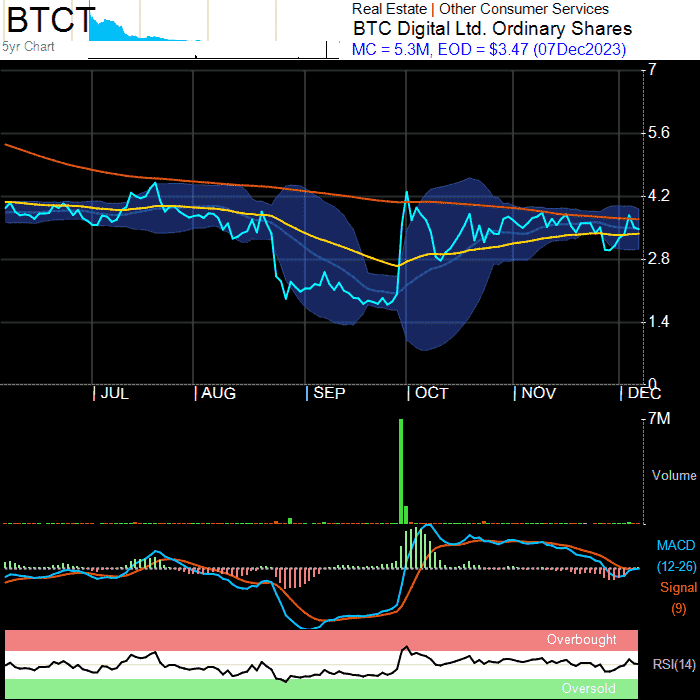 BTCT
5yr Chart
Real Estate | Other Consumer Services
BTC Digital Ltd. Ordinary Shares
MC = 5.3M, EOD = $3.47 (07Dec2023)
7
5.6
4.2
2.8
1.4
0
JUL
AUG
SEP
OCT
NOV
DEC
7M
Volume
MACD
(12-26)
Signal
(9)
Overbought
RSI(14)
Oversold